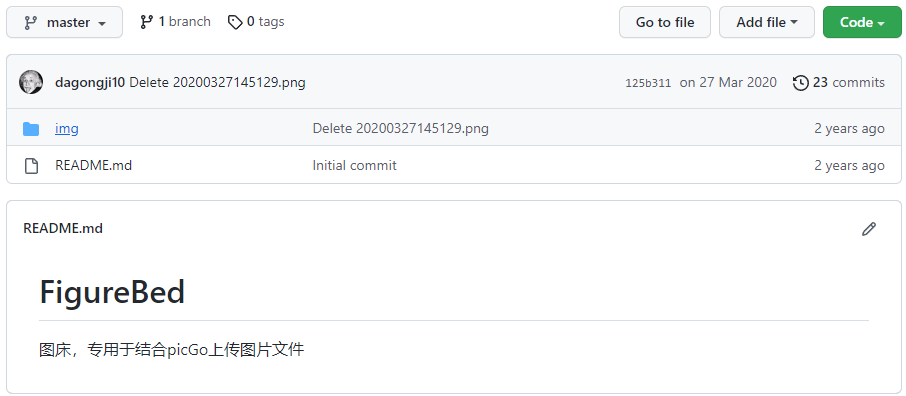 master 1 branch 0 tags Go to file Add file Code
dagongji10 Delete 20200327145129.png 125b311 on 27 Mar 2020 23 commits
img Delete 20200327145129.png 2 years ago
README.md Initial commit 2 years ago
README.md
FigureBed
图床，专用于结合picGo上传图片文件